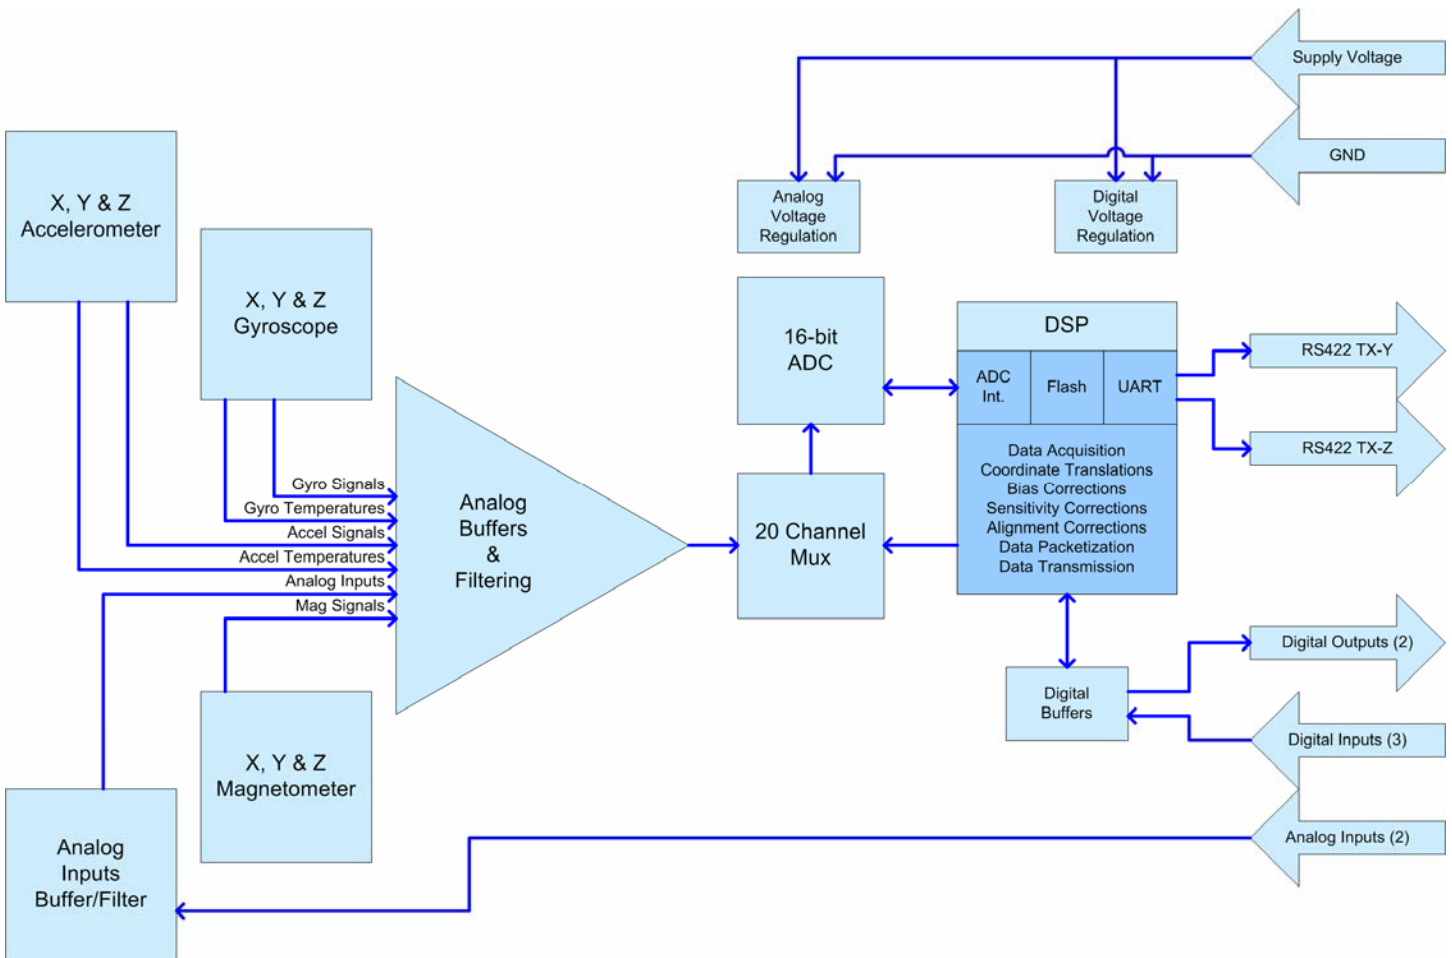 Supply Voltage
GND
X, Y & Z
Accelerometer
Analog
Voltage
Regulation
Digital
Voltage
Regulation
X, Y & Z
Gyroscope
16-bit
ADC
DSP
ADC
Int.
Flash
UART
RS422 TX-Y
RS422 TX-Z
Data Acquisition
Coordinate Translations
Bias Corrections
Sensitivity Corrections
Alignment Corrections
Data Packetization
Data Transmission
Gyro Signals
Gyro Temperatures
Accel Signals
Accel Temperatures
Analog Inputs
Mag Signals
Analog
Buffers
&
Filtering
20 Channel
Mux
Digital Outputs (2)
Digital
Buffers
Digital Inputs (3)
X, Y & Z
Magnetometer
Analog Inputs (2)
Analog
Inputs
Buffer/Filter